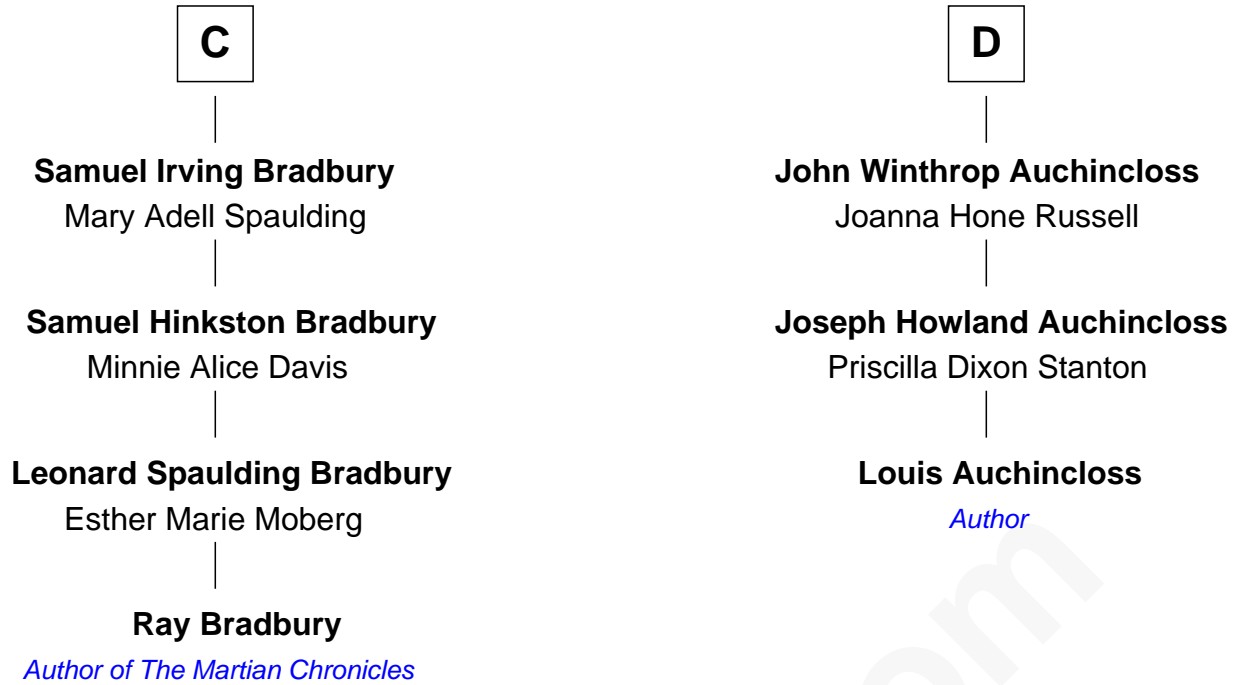 C
Samuel Irving Bradbury
Mary Adell Spaulding
Samuel Hinkston Bradbury
Minnie Alice Davis
Leonard Spaulding Bradbury
Esther Marie Moberg
Ray Bradbury
Author of The Martian Chronicles
D
John Winthrop Auchincloss
Joanna Hone Russell
Joseph Howland Auchincloss
Priscilla Dixon Stanton
Louis Auchincloss
Author
om